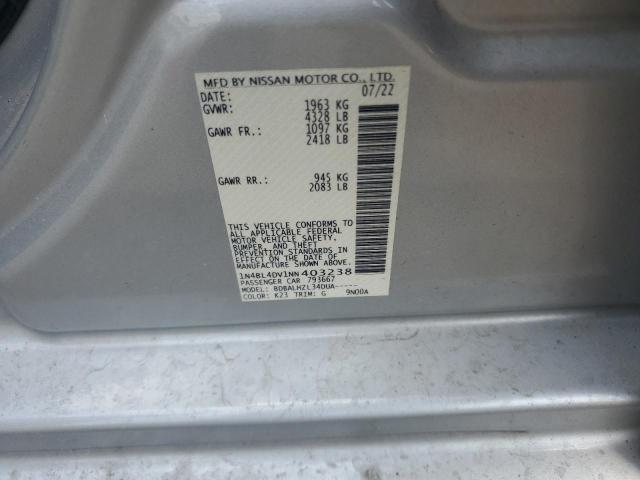 MFD BY NISSAN MOTOR CO., LTD.
DATE: 07/22
GVWR: 1963 KG
4328 LB
GAWR FR.: 1097 KG
2418 LB
GAWR RR.: 945 KG
2083 LB
THIS VEHICLE CONFORMS TO
ALL APPLICABLE FEDERAL
MOTOR VEHICLE SAFETY,
BUMPER, AND THEFT
PREVENTION STANDARDS IN
EFFECT ON THE DATE OF
MANUFACTURE SHOWN ABOVE.
1N4BL4DV1NN403238
PASSENGER CAR 793667
MODEL: BDBALHZL34DUA-----
COLOR: K23 TRIM: G 9N00A